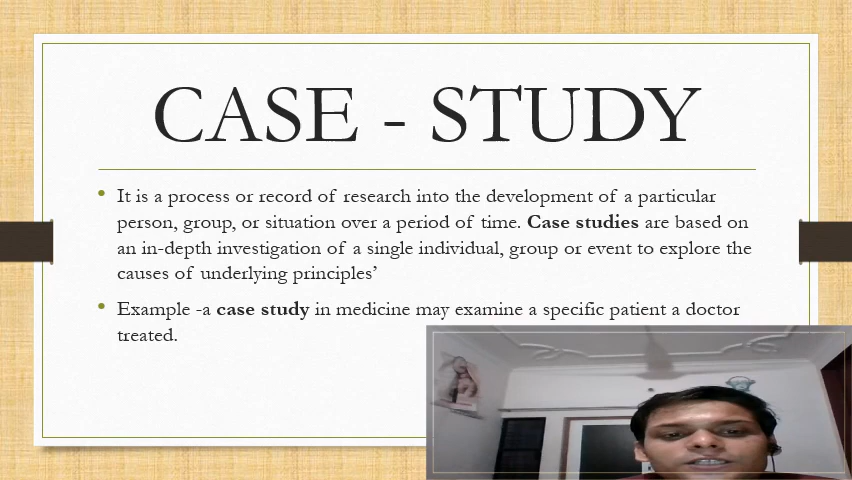 CASE - STUDY
It is a process or record of research into the development of a particular
person, group, or situation over a period of time. Case studies are based on
an in-depth investigation of a single individual, group or event to explore the
causes of underlying principles’
Example -a case study in medicine may examine a specific patient a doctor
treated.